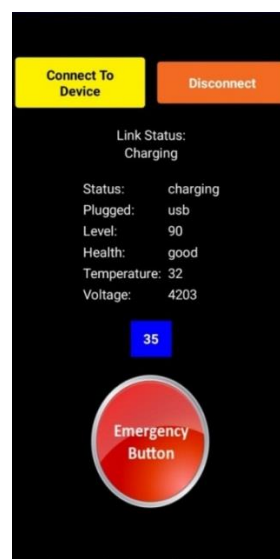 Connect To
Device
Disconnect
Link Status:
Charging
Status: charging
Plugged: usb
Level: 90
Health: good
Temperature: 32
Voltage: 4203
35
Emergency
Button